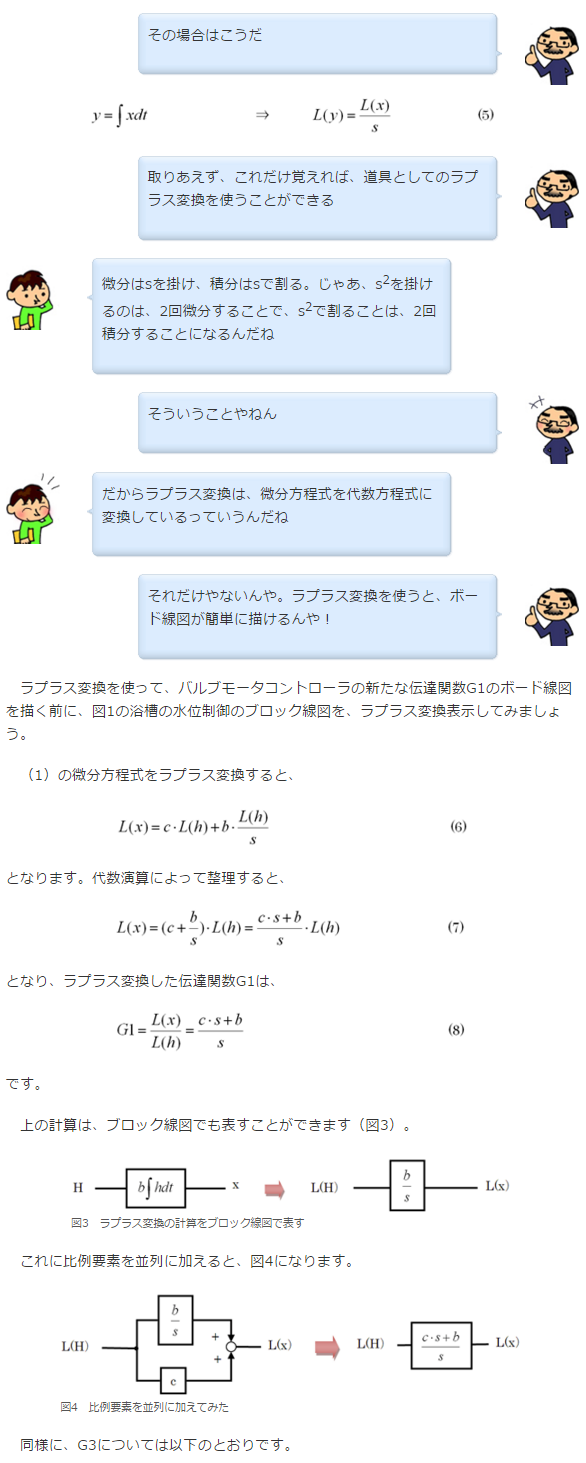 その場合はこうだ
y=∫xdt ⇒ L(y)=L(x)/s (5)
取りあえず、これだけ覚えれば、道具としてのラプ
ラス変換を使うことができる
微分はsを掛け、積分はsで割る。じゃあ、s²を掛け
るのは、2回微分することで、s²で割ることは、2回
積分することになるんだね
そういうことやねん
だからラプラス変換は、微分方程式を代数方程式に
変換しているっていうんだね
それだけやないんや。ラプラス変換を使うと、ボー
ド線図が簡単に描けるんや！
ラプラス変換を使って、バルブモータコントローラの新たな伝達関数G1のボード線図
を描く前に、図1の浴槽の水位制御のブロック線図を、ラプラス変換表示してみましょ
う。
（1）の微分方程式をラプラス変換すると、
L(x)=c·L(h)+b·L(h)/s (6)
となります。代数演算によって整理すると、
L(x)=(c+b/s)·L(h)=(c·s+b)/s·L(h) (7)
となり、ラプラス変換した伝達関数G1は、
G1=L(x)/L(h)=(c·s+b)/s (8)
です。
上の計算は、ブロック線図でも表すことができます（図3）。
H b∫hdt x L(H) b/s L(x)
図3　ラプラス変換の計算をブロック線図で表す
これに比例要素を並列に加えると、図4になります。
L(H) b/s + + c L(x) L(H) (c·s+b)/s L(x)
図4　比例要素を並列に加えてみた
同様に、G3については以下のとおりです。